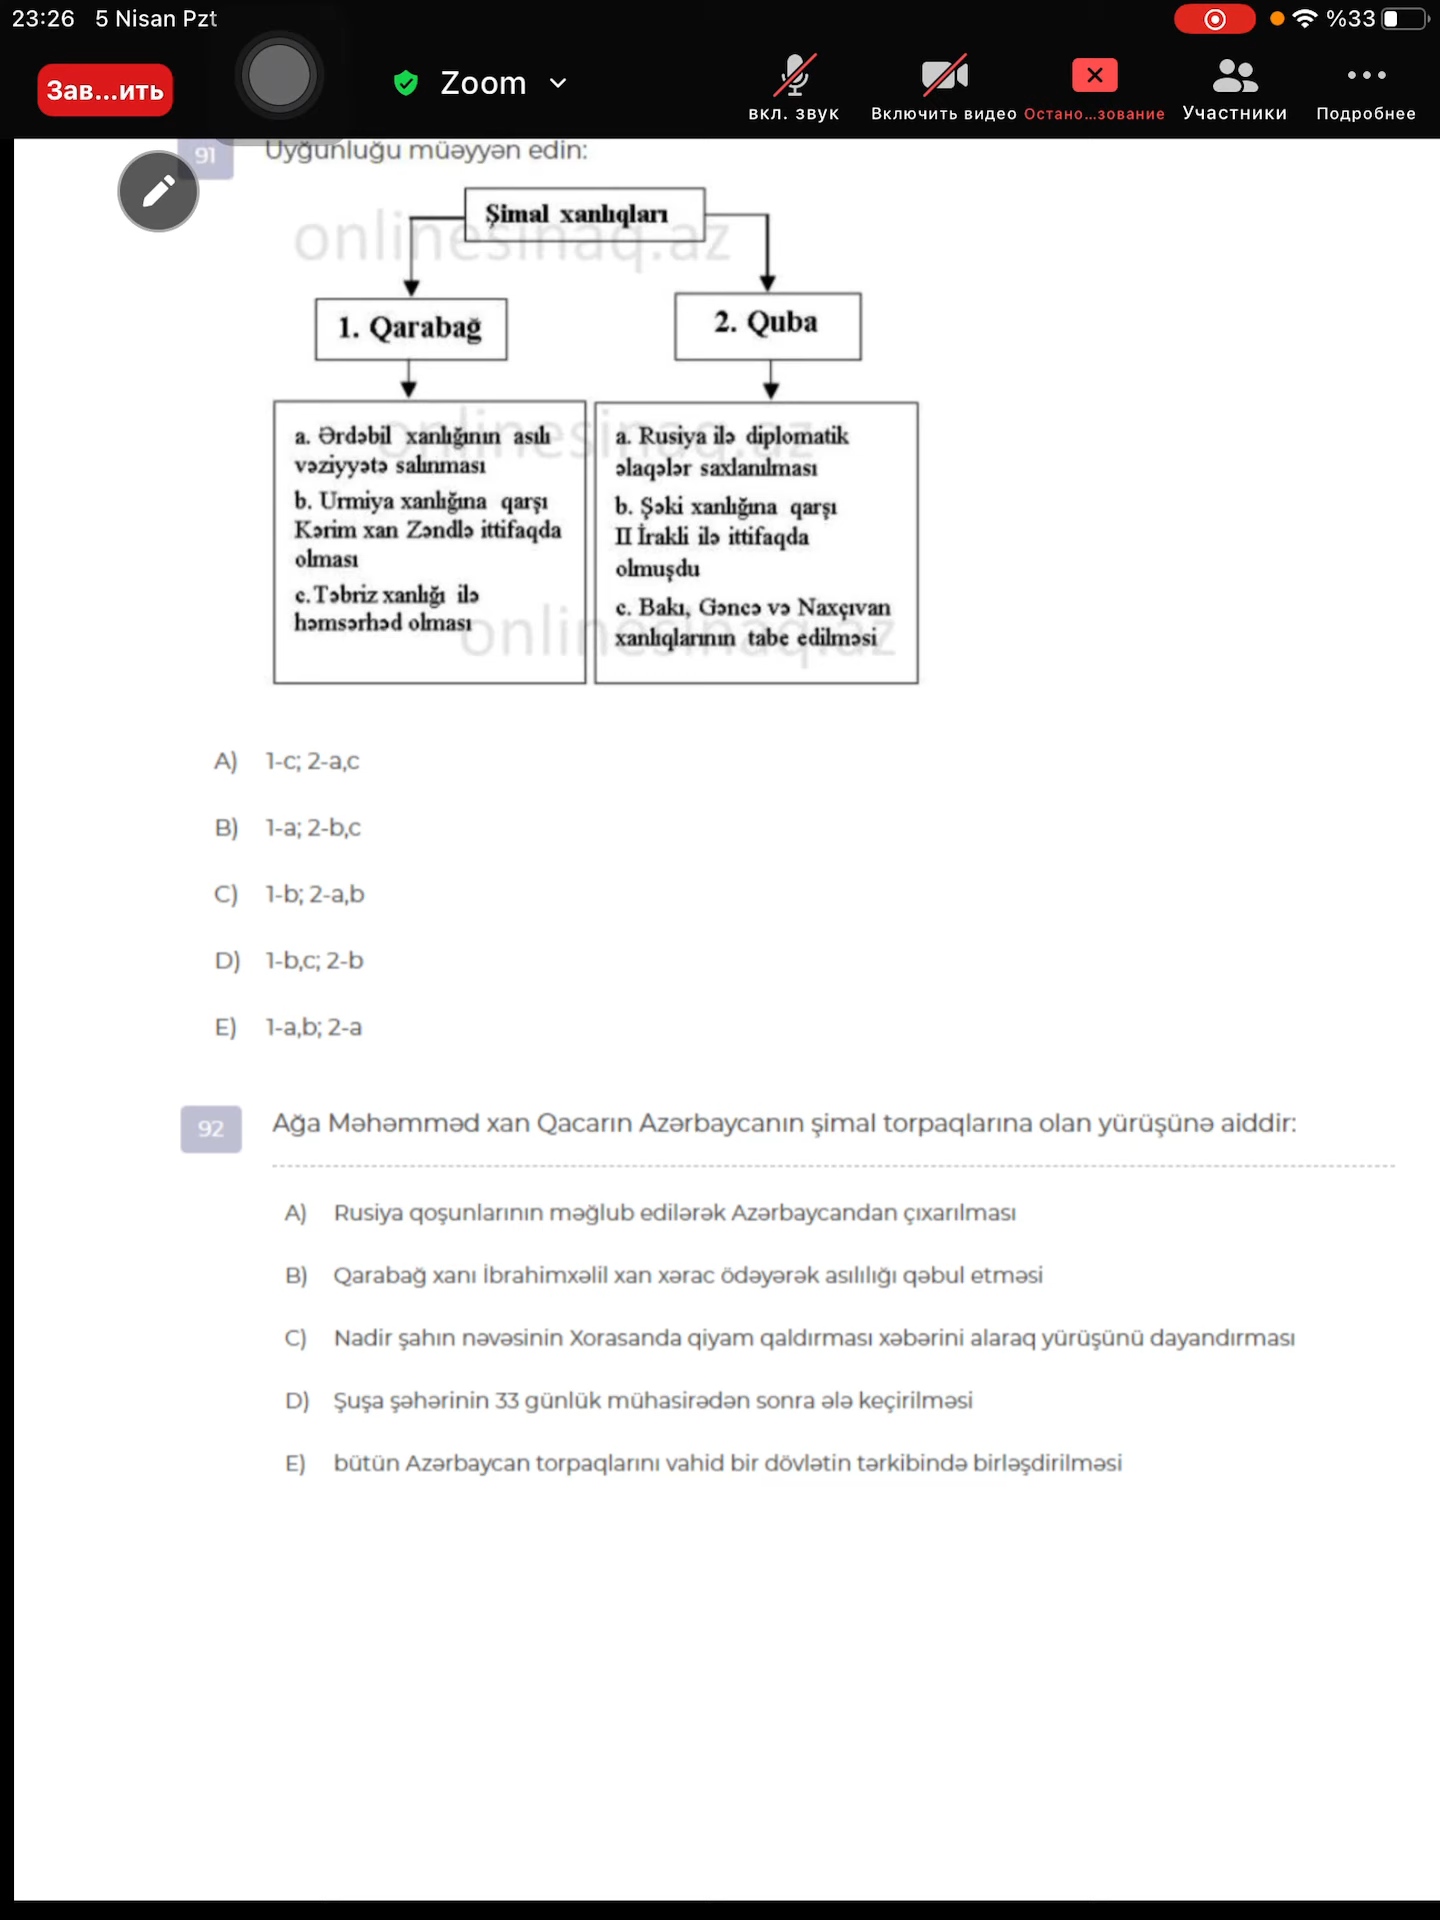 23:26 5 Nisan Pzt
%33
Зав...ить
Zoom
вкл. звук
Включить видео
Остано...зование
Участники
Подробнее
91 Uyğunluğu müəyyən edin:
Şimal xanlıqları
onlinesinaq.az
1. Qarabağ
2. Quba
onlinesinaq.az
a. Ərdəbil xanlığının asılı
vəziyyətə salınması
b. Urmiya xanlığına qarşı
Kərim xan Zəndlə ittifaqda
olması
c.Təbriz xanlığı ilə
həmsərhəd olması
a. Rusiya ilə diplomatik
əlaqələr saxlanılması
b. Şəki xanlığına qarşı
II İrakli ilə ittifaqda
olmuşdu
c. Bakı, Gəncə və Naxçıvan
xanlıqlarının tabe edilməsi
onlinesinaq.az
A) 1-c; 2-a,c
B) 1-a; 2-b,c
C) 1-b; 2-a,b
D) 1-b,c; 2-b
E) 1-a,b; 2-a
92 Ağa Məhəmməd xan Qacarın Azərbaycanın şimal torpaqlarına olan yürüşünə aiddir:
A) Rusiya qoşunlarının məğlub edilərək Azərbaycandan çıxarılması
B) Qarabağ xanı İbrahimxəlil xan xərac ödəyərək asılılığı qəbul etməsi
C) Nadir şahın nəvəsinin Xorasanda qiyam qaldırması xəbərini alaraq yürüşünü dayandırması
D) Şuşa şəhərinin 33 günlük mühasirədən sonra ələ keçirilməsi
E) bütün Azərbaycan torpaqlarını vahid bir dövlətin tərkibində birləşdirilməsi